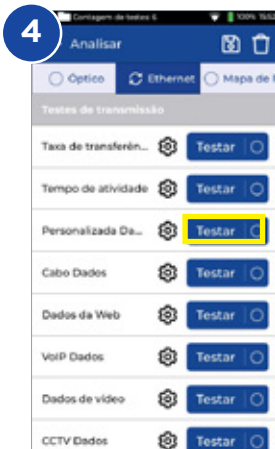 4
Contagem de testes 6
100% 15:52
Analisar
Óptico
Ethernet
Mapa de
Testes de transmissão
Taxa de transferên... Testar
Tempo de atividade Testar
Personalizada Da... Testar
Cabo Dados Testar
Dados da Web Testar
VoIP Dados Testar
Dados de vídeo Testar
CCTV Dados Testar